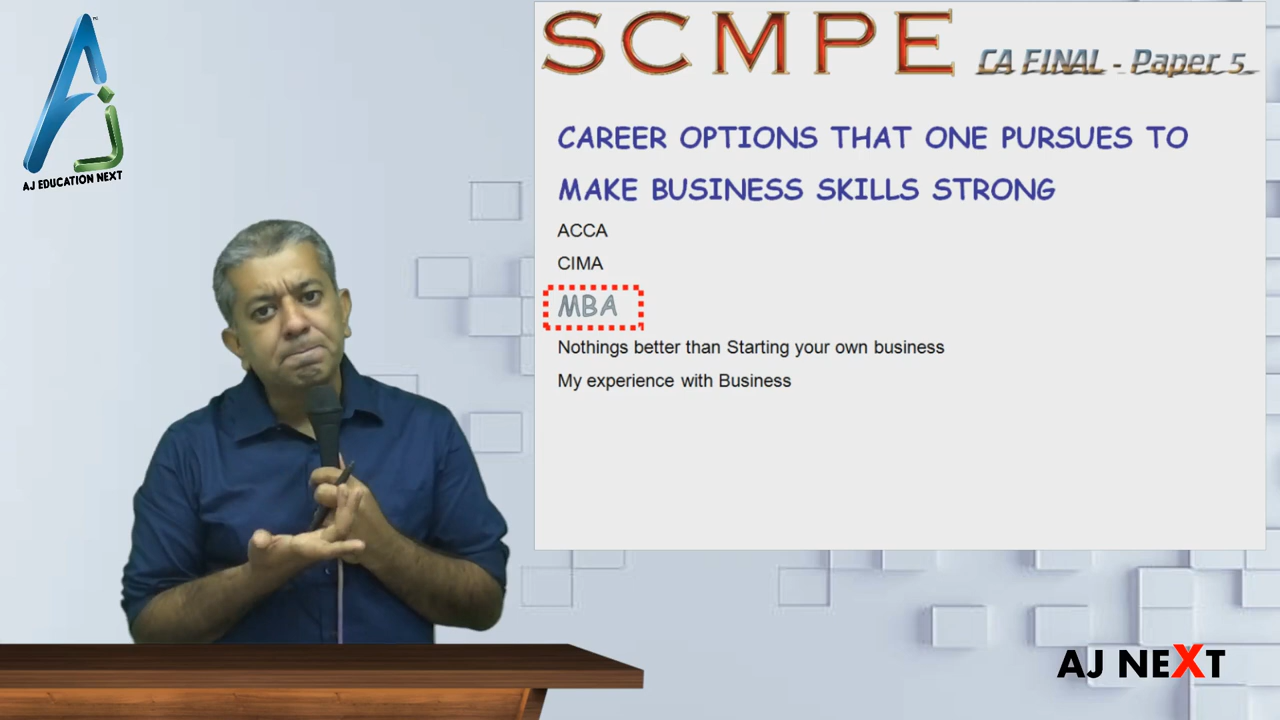 AJ EDUCATION NEXT
SCMPE CA FINAL - Paper 5
CAREER OPTIONS THAT ONE PURSUES TO
MAKE BUSINESS SKILLS STRONG
ACCA
CIMA
MBA
Nothings better than Starting your own business
My experience with Business
AJ NEXT